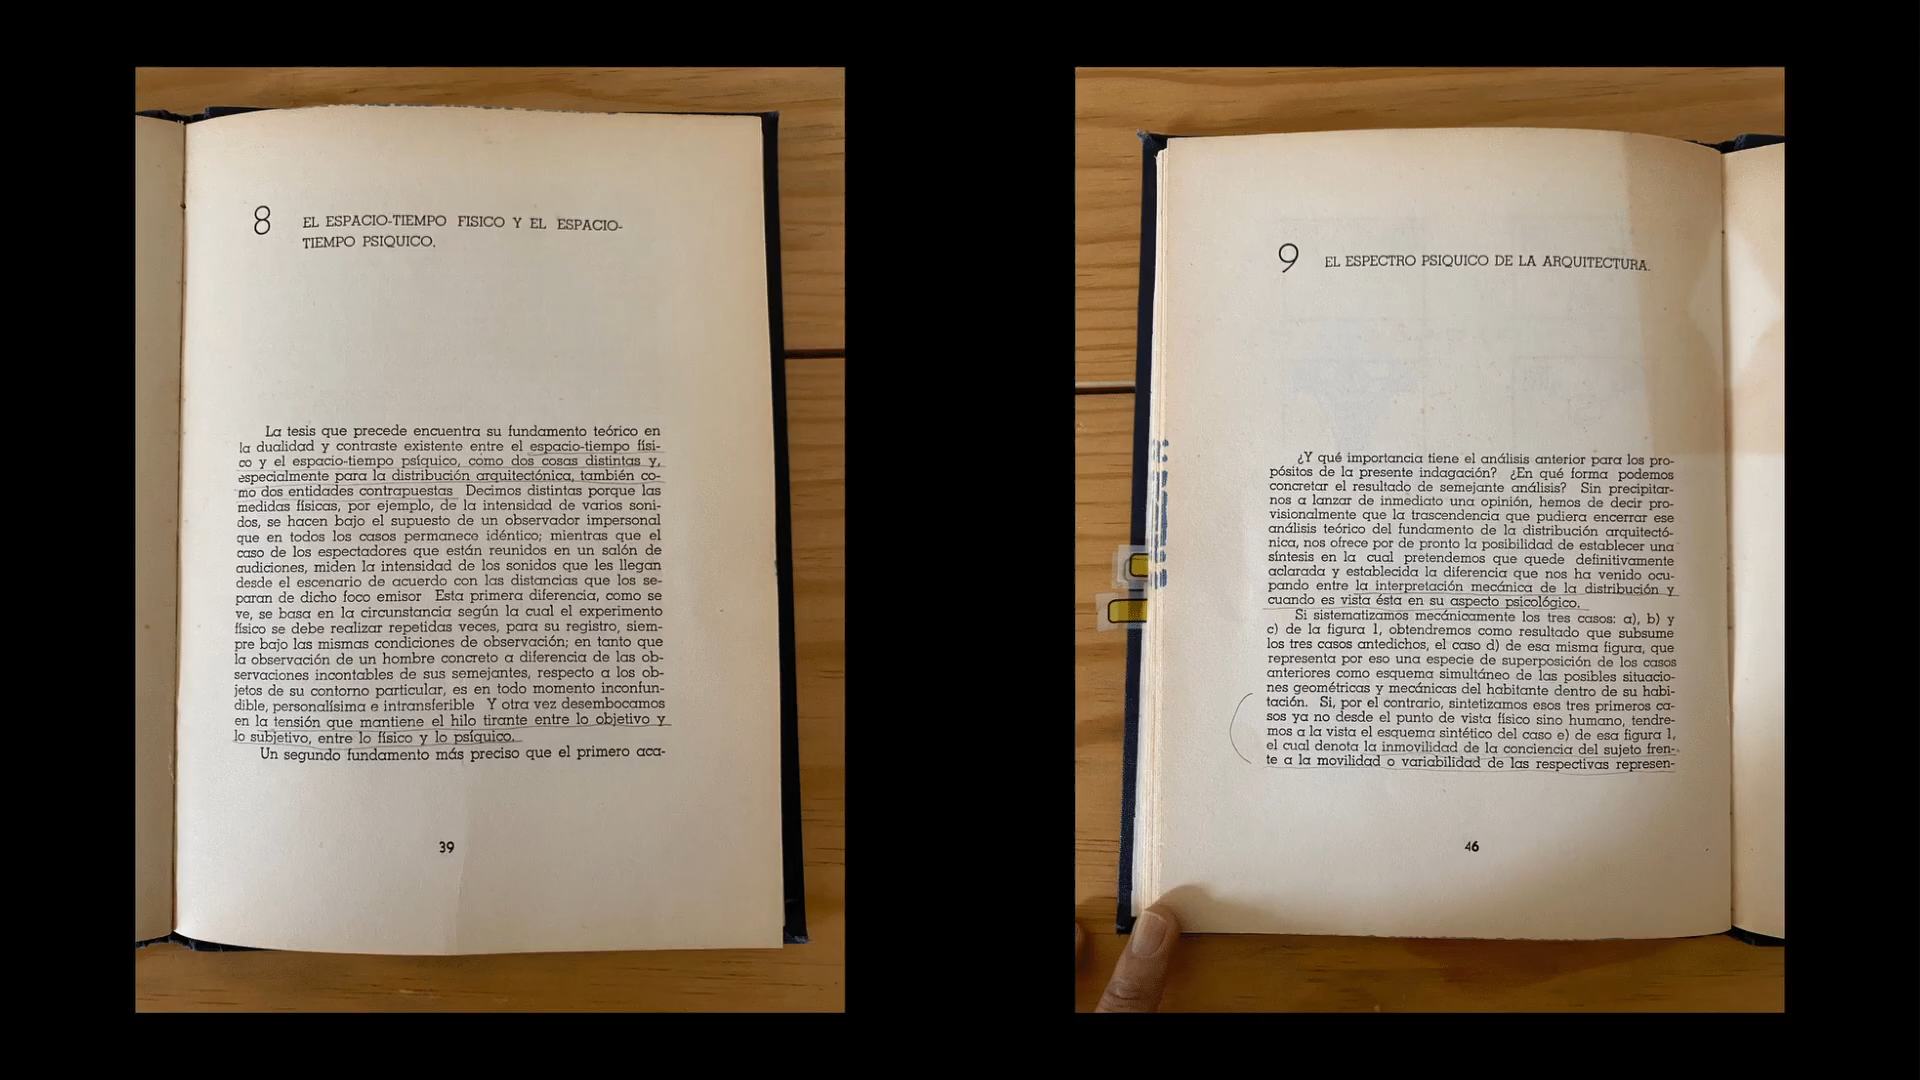 8 EL ESPACIO-TIEMPO FISICO Y EL ESPACIO-
TIEMPO PSIQUICO.
La tesis que precede encuentra su fundamento teórico en
la dualidad y contraste existente entre el espacio-tiempo físi-
co y el espacio-tiempo psíquico, como dos cosas distintas y,
especialmente para la distribución arquitectónica, también co-
mo dos entidades contrapuestas Decimos distintas porque las
medidas físicas, por ejemplo, de la intensidad de varios soni-
dos, se hacen bajo el supuesto de un observador impersonal
que en todos los casos permanece idéntico; mientras que el
caso de los espectadores que están reunidos en un salón de
audiciones, miden la intensidad de los sonidos que les llegan
desde el escenario de acuerdo con las distancias que los se-
paran de dicho foco emisor Esta primera diferencia, como se
ve, se basa en la circunstancia según la cual el experimento
físico se debe realizar repetidas veces, para su registro, siem-
pre bajo las mismas condiciones de observación; en tanto que
la observación de un hombre concreto a diferencia de las ob-
servaciones incontables de sus semejantes, respecto a los ob-
jetos de su contorno particular, es en todo momento inconfun-
dible, personalísima e intransferible Y otra vez desembocamos
en la tensión que mantiene el hilo tirante entre lo objetivo y
lo subjetivo, entre lo físico y lo psíquico.
Un segundo fundamento más preciso que el primero aca-
39
9 EL ESPECTRO PSIQUICO DE LA ARQUITECTURA.
¿Y qué importancia tiene el análisis anterior para los pro-
pósitos de la presente indagación? ¿En qué forma podemos
concretar el resultado de semejante análisis? Sin precipitar-
nos a lanzar de inmediato una opinión, hemos de decir pro-
visionalmente que la trascendencia que pudiera encerrar ese
análisis teórico del fundamento de la distribución arquitectó-
nica, nos ofrece por de pronto la posibilidad de establecer una
síntesis en la cual pretendemos que quede definitivamente
aclarada y establecida la diferencia que nos ha venido ocu-
pando entre la interpretación mecánica de la distribución y
cuando es vista ésta en su aspecto psicológico.
Si sistematizamos mecánicamente los tres casos: a), b) y
c) de la figura 1, obtendremos como resultado que subsume
los tres casos antedichos, el caso d) de esa misma figura, que
representa por eso una especie de superposición de los casos
anteriores como esquema simultáneo de las posibles situacio-
nes geométricas y mecánicas del habitante dentro de su habi-
tación. Si, por el contrario, sintetizamos esos tres primeros ca-
sos ya no desde el punto de vista físico sino humano, tendre-
mos a la vista el esquema sintético del caso e) de esa figura 1,
el cual denota la inmovilidad de la conciencia del sujeto fren-
te a la movilidad o variabilidad de las respectivas represen-
46